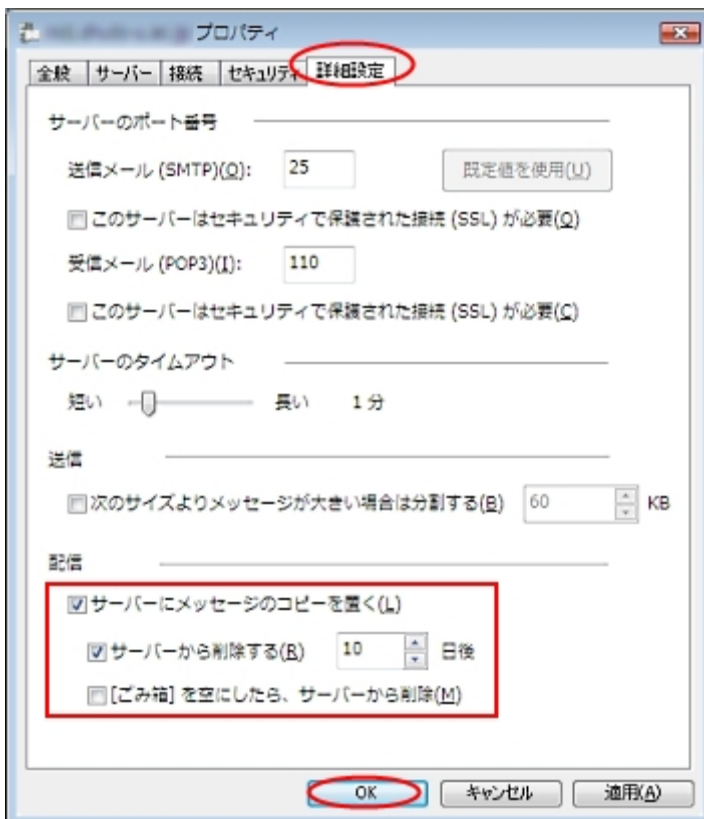 プロパティ
全般 サーバー 接続 セキュリティ 詳細設定
サーバーのポート番号
送信メール (SMTP)(O): 25 既定値を使用(U)
このサーバーはセキュリティで保護された接続 (SSL) が必要(Q)
受信メール (POP3)(I): 110
このサーバーはセキュリティで保護された接続 (SSL) が必要(C)
サーバーのタイムアウト
短い 長い 1 分
送信
次のサイズよりメッセージが大きい場合は分割する(B) 60 KB
配信
サーバーにメッセージのコピーを置く(L)
サーバーから削除する(R) 10 日後
[ごみ箱] を空にしたら、サーバーから削除(M)
OK キャンセル 適用(A)